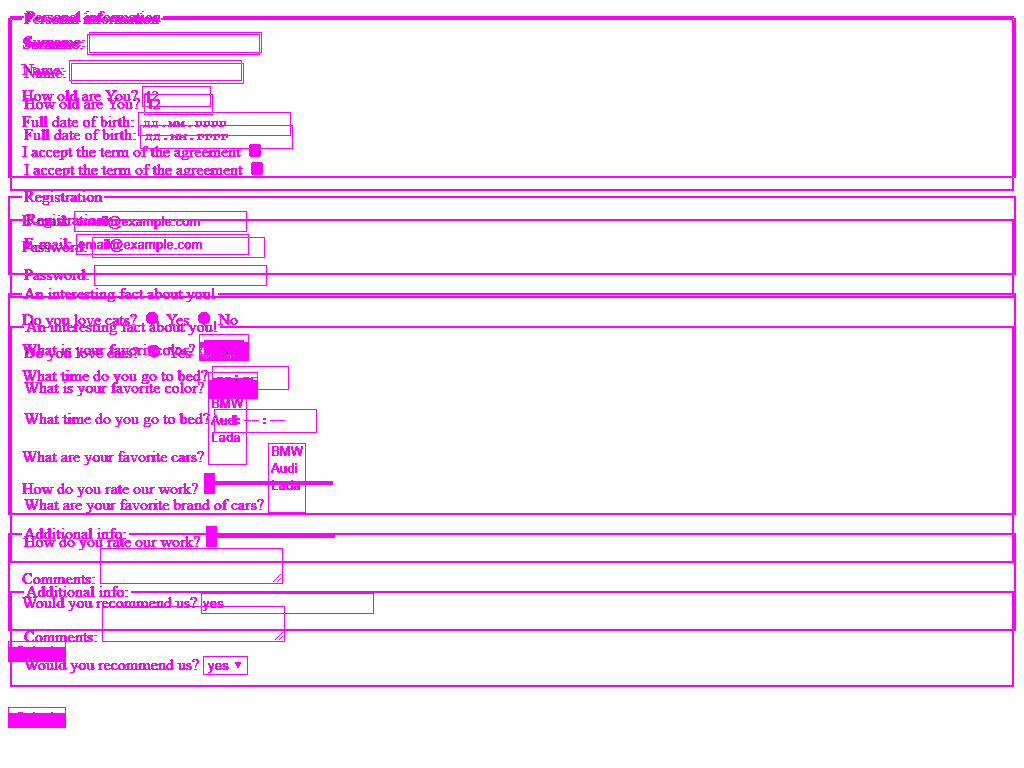 Personal information
Personal information
Surname:
Surname:
Name:
Name:
How old are You? 12
How old are You? 12
Full date of birth: дд.мм.гггг
Full date of birth: дд.мм.гггг
I accept the term of the agreement
I accept the term of the agreement
Registration
Registration
E-mail: email@example.com
E-mail: email@example.com
Password:
Password:
An interesting fact about you!
Do you love cats? Yes No
An interesting fact about you!
What is your favorite color?
Do you love cats? Yes No
What time do you go to bed?
What is your favorite color?
BMW
What time do you go to bed? --:--
Audi
Lada
What are your favorite cars?
BMW
Audi
Lada
How do you rate our work?
What are your favorite brand of cars?
Additional info:
How do you rate our work?
Comments:
Additional info:
Would you recommend us? yes
Comments:
Would you recommend us? yes ▼